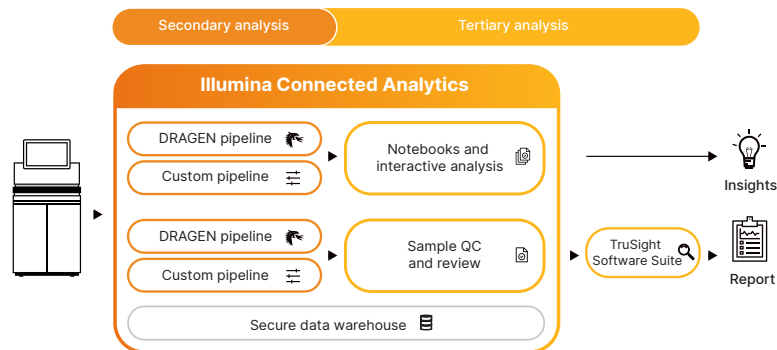 Secondary analysis
Tertiary analysis
Illumina Connected Analytics
DRAGEN pipeline
Custom pipeline
Notebooks and
interactive analysis
Insights
DRAGEN pipeline
Custom pipeline
Sample QC
and review
TruSight
Software Suite
Report
Secure data warehouse